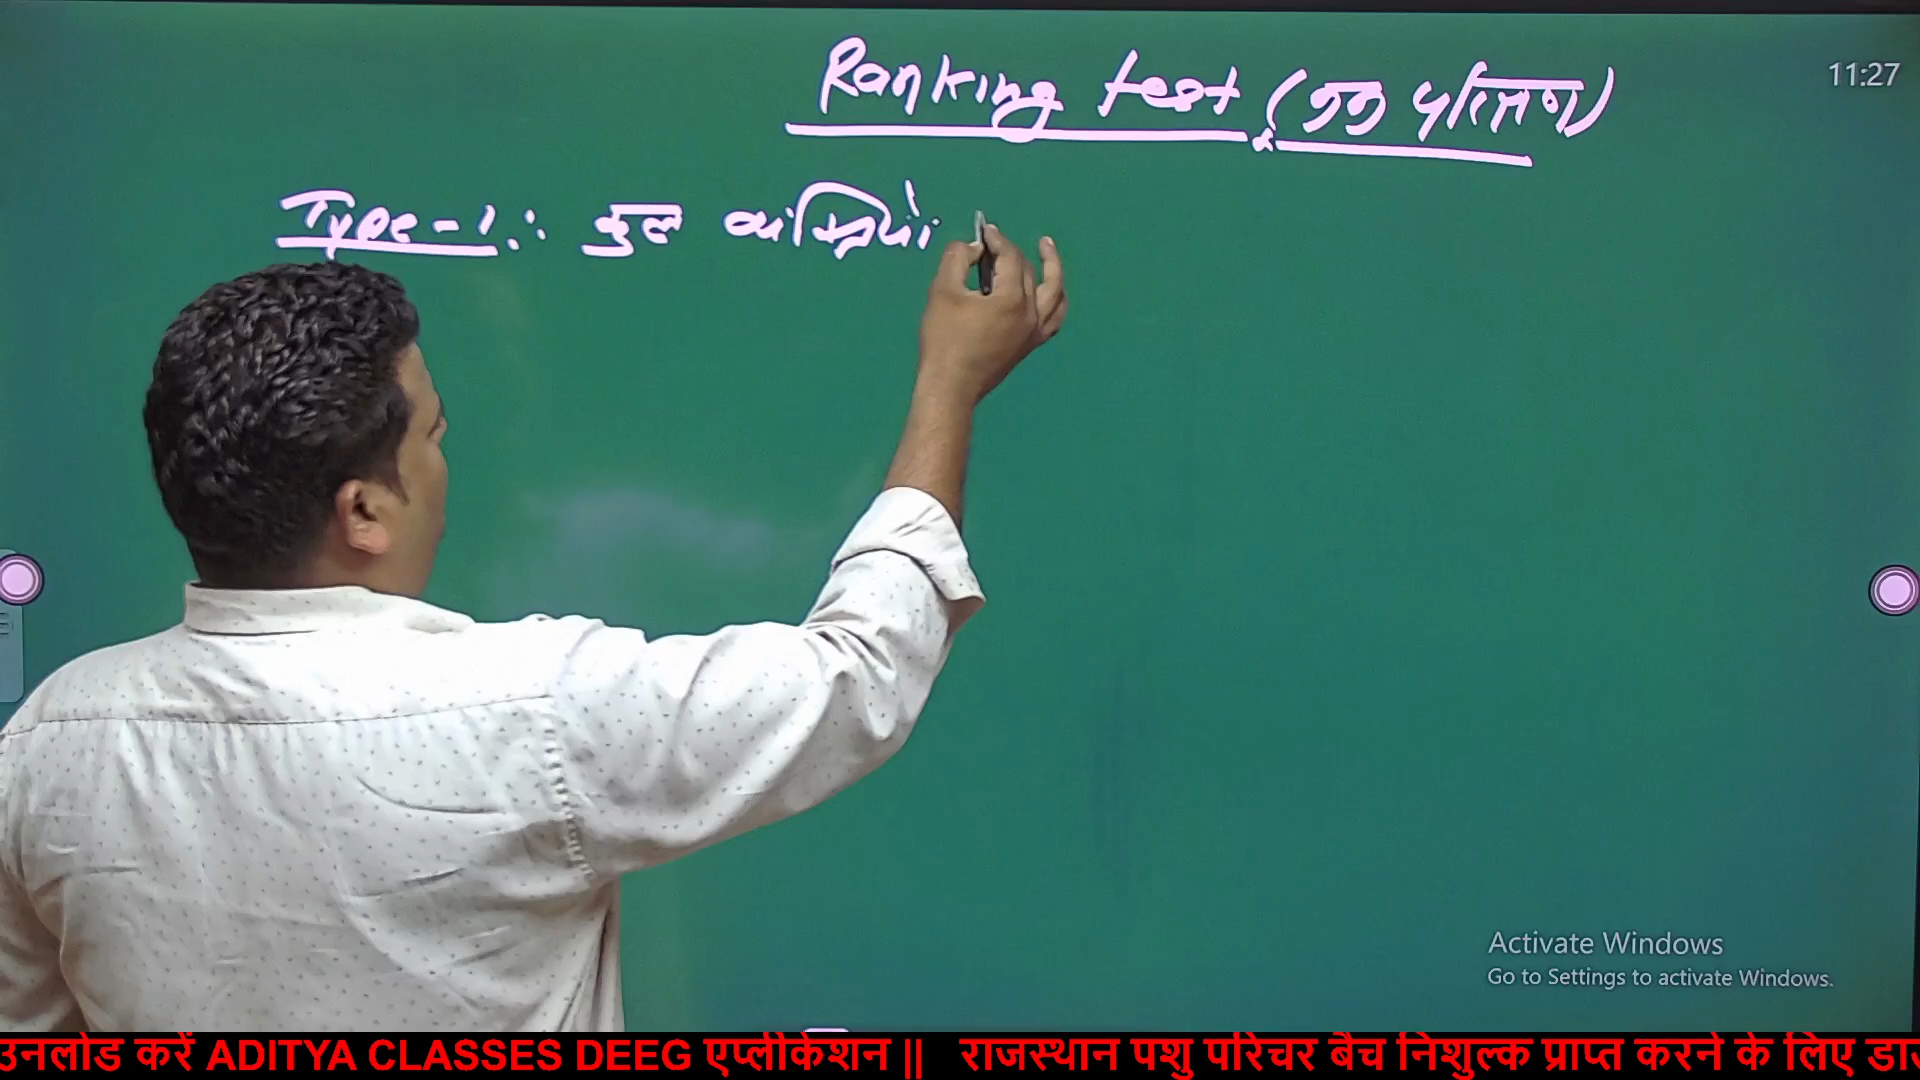 Ranking test (क्रम परीक्षण)
11:27
Type-1 :- कुल व्यक्तियों
Activate Windows
Go to Settings to activate Windows.
उनलोड करें ADITYA CLASSES DEEG एप्लीकेशन || राजस्थान पशु परिचर बैच निशुल्क प्राप्त करने के लिए डाउ